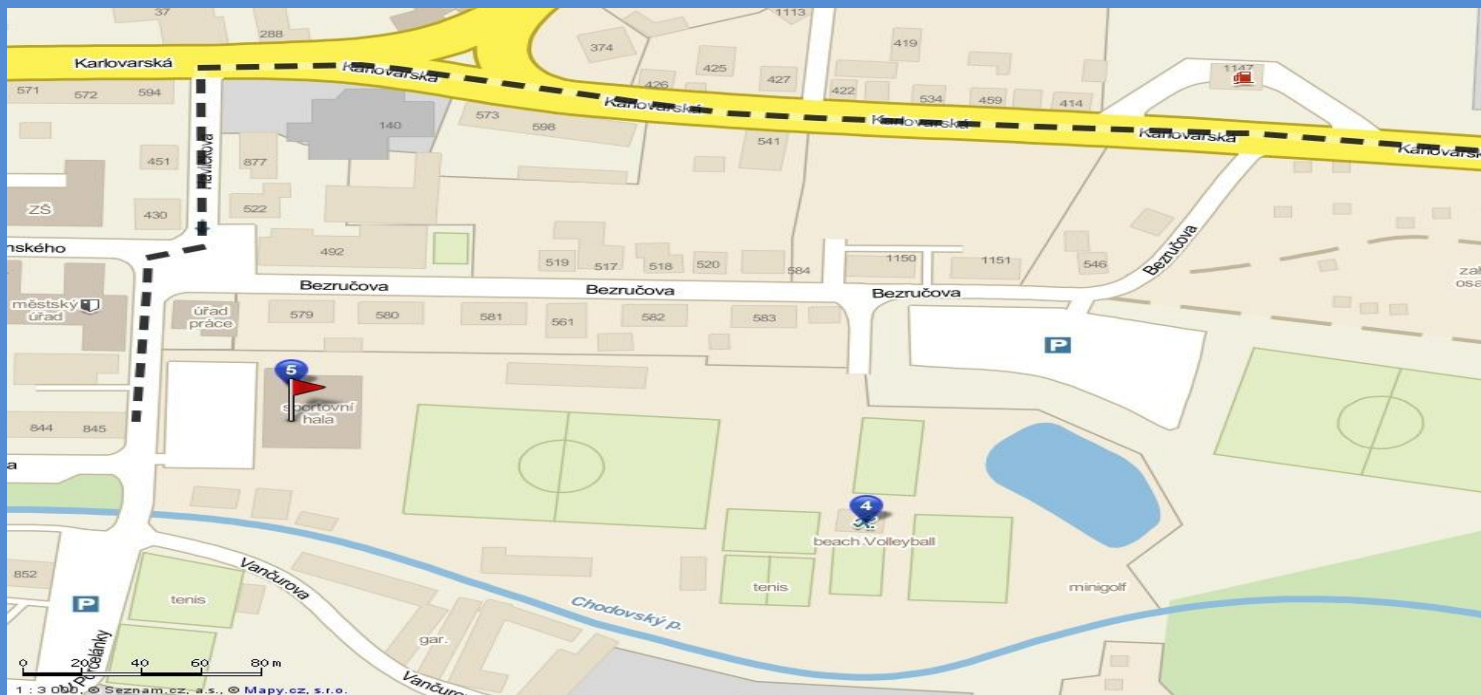 37
288
1113
374
419
Karlovarská
Karlovarská
425
427
426
1147
571
572
594
422
534
459
414
Karlovarská
Karlovarská
Karlovarská
140
573
598
541
451
877
Havlíčkova
ZŠ
430
522
nského
492
519
517
518
520
584
1150
1151
546
Bezručova
Bezručova
Bezručova
Bezručova
městský
úřad
úřad
práce
579
580
581
561
582
583
P
5
sportovní
hala
844
845
a
4
beach Volleyball
852
Vančurova
tenis
tenis
minigolf
P
Chodovský p.
gar.
Vančurova
0 20 40 60 80 m
1 : 3 000, © Seznam.cz, a.s., © Mapy.cz, s.r.o.